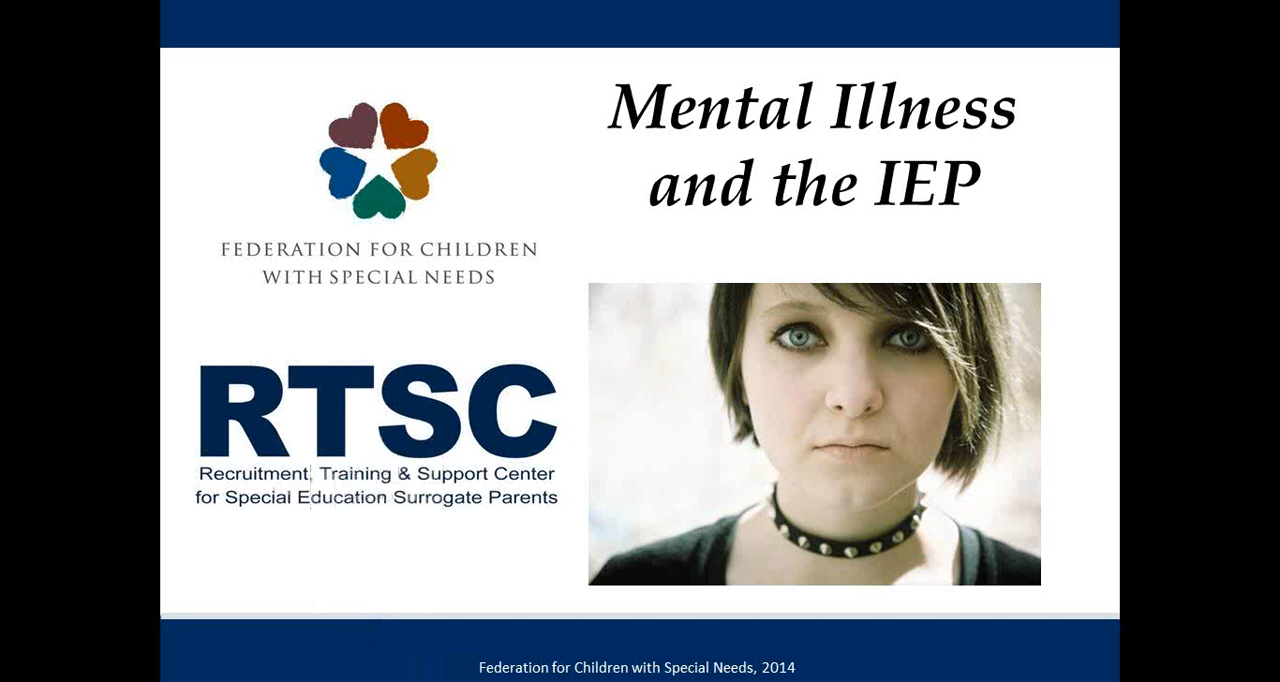 Mental Illness
and the IEP
FEDERATION FOR CHILDREN
WITH SPECIAL NEEDS
RTSC
Recruitment, Training & Support Center
for Special Education Surrogate Parents
Federation for Children with Special Needs, 2014